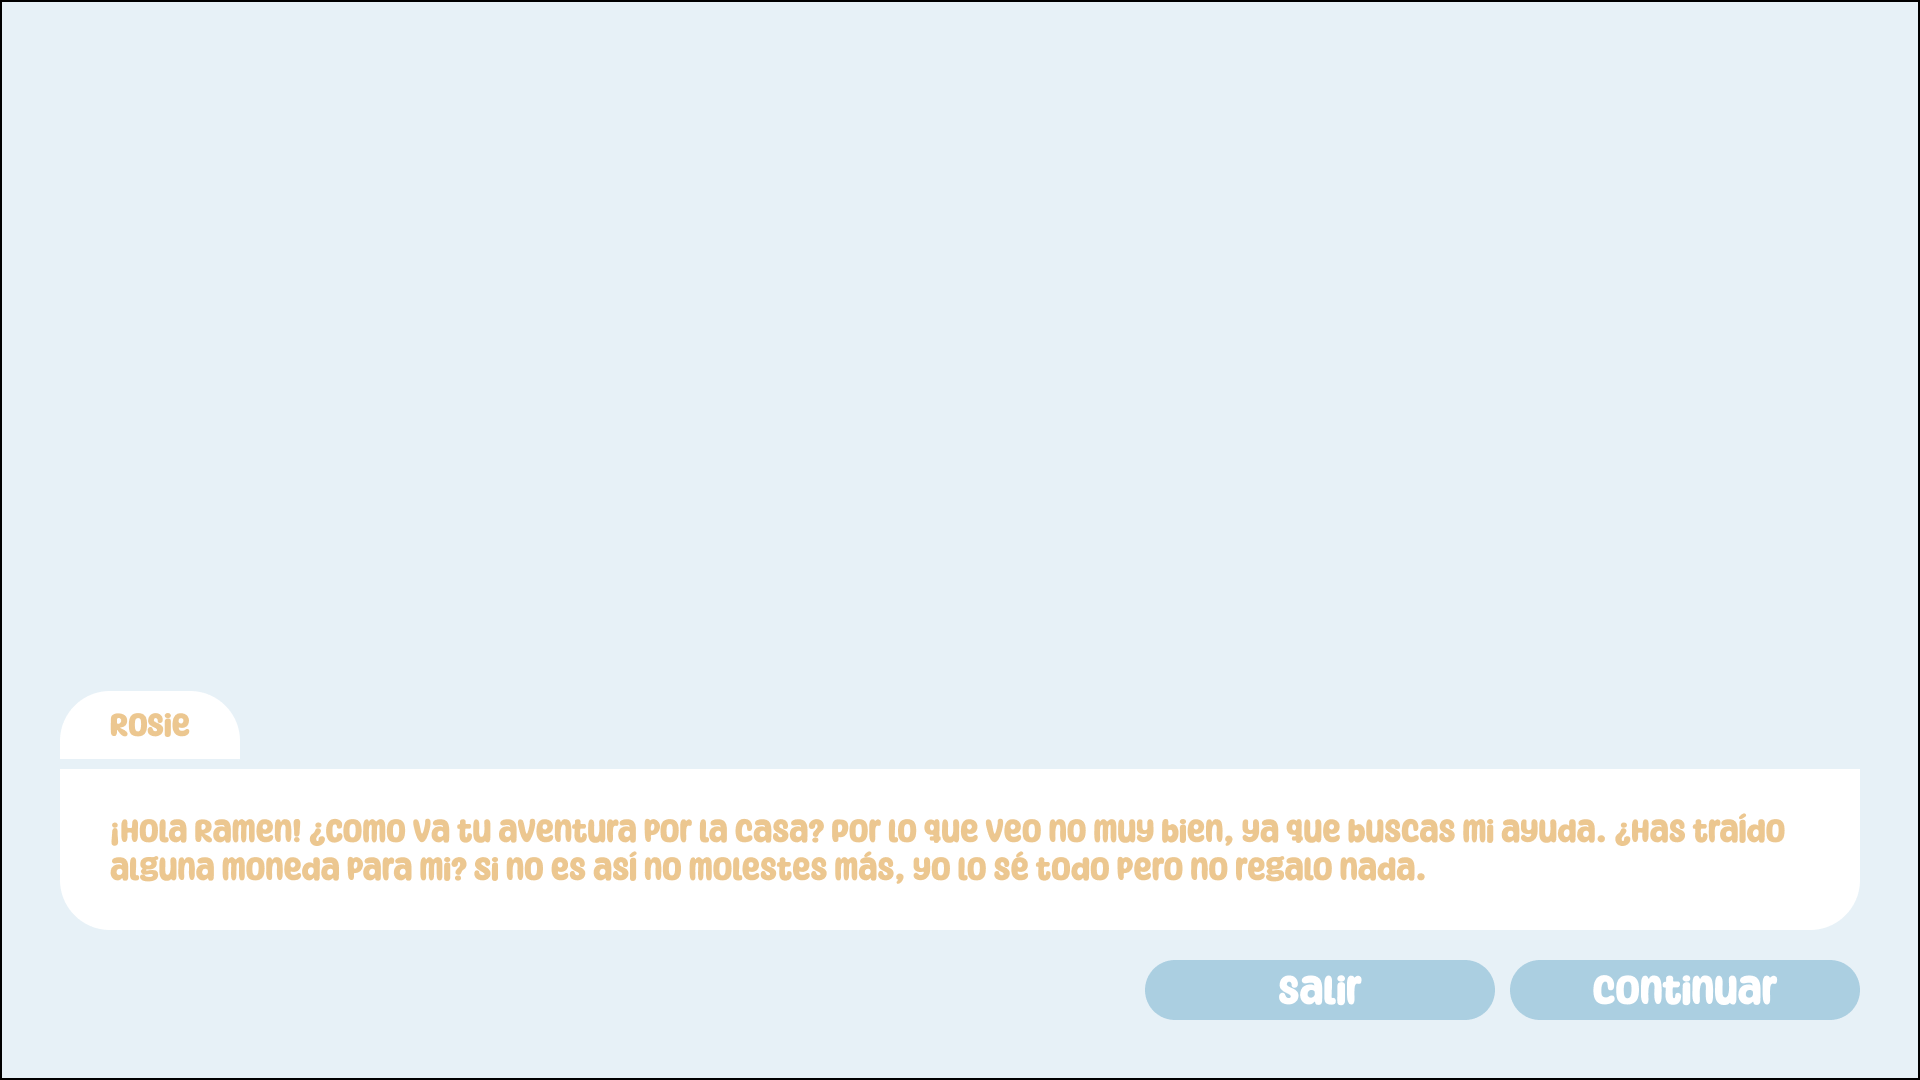 Rosie
¡Hola Ramen! ¿Como va tu aventura por la casa? Por lo que veo no muy bien, ya que buscas mi ayuda. ¿Has traído
alguna moneda para mi? Si no es así no molestes más, yo lo sé todo pero no regalo nada.
Salir
Continuar